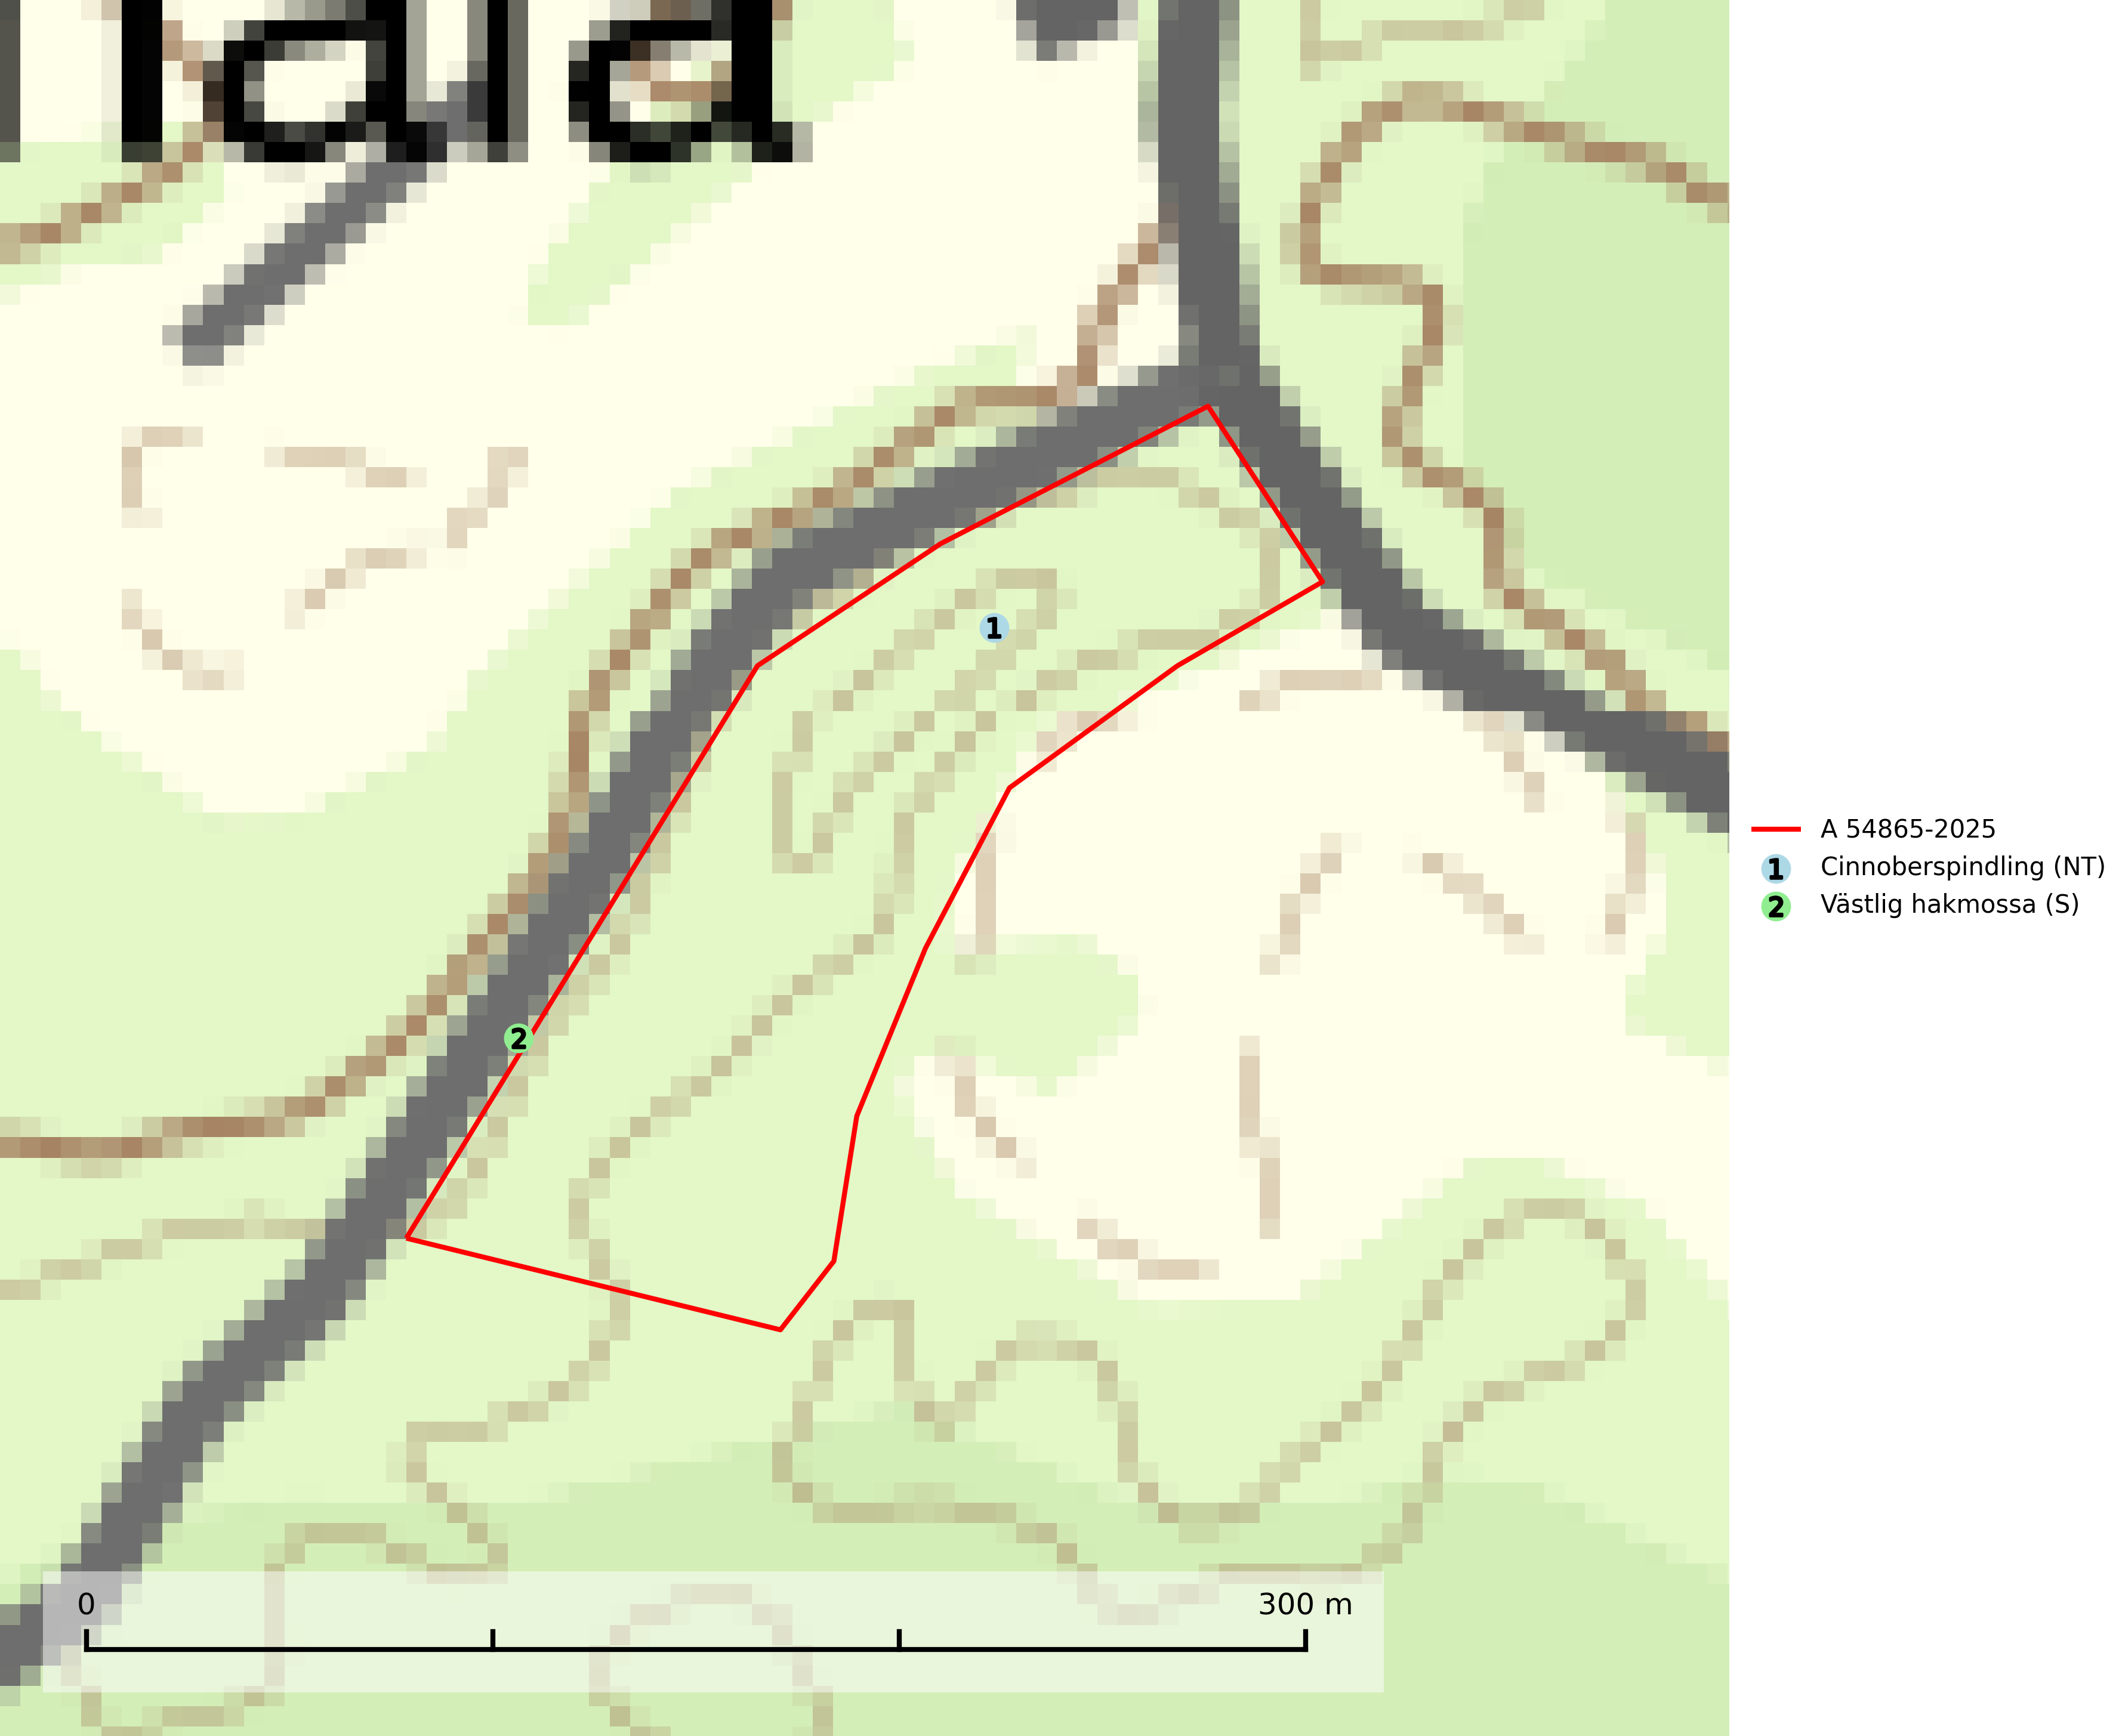 A 54865-2025
1 Cinnoberspindling (NT)
2 Västlig hakmossa (S)
1
2
0 300 m